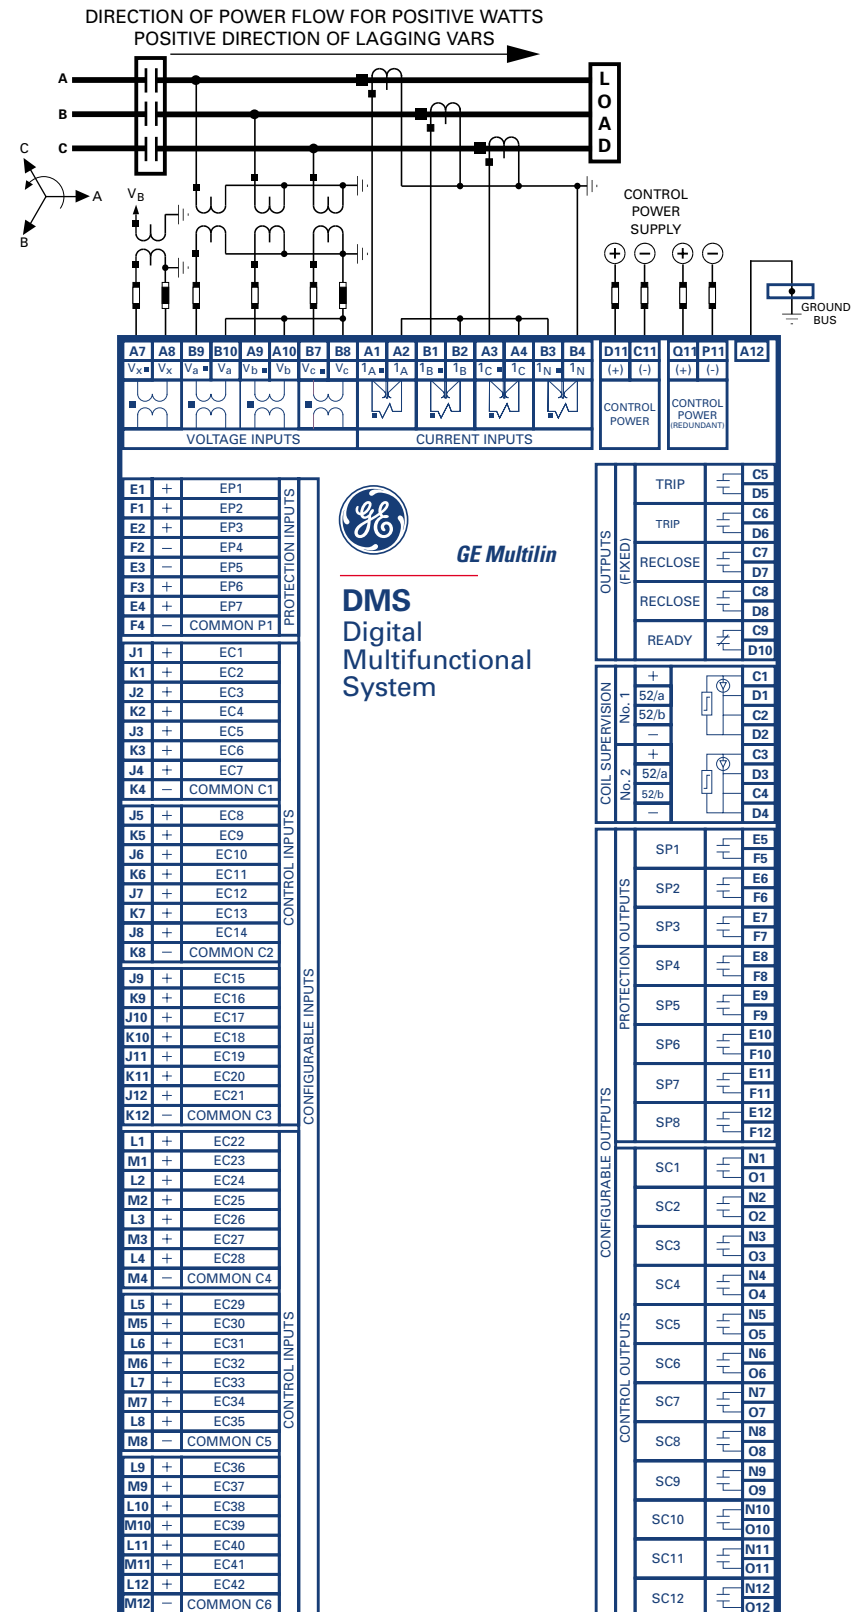 DIRECTION OF POWER FLOW FOR POSITIVE WATTS
POSITIVE DIRECTION OF LAGGING VARS
A
B
C
L
O
A
D
C
A
B
VB
CONTROL
POWER
SUPPLY
+ − + −
GROUND
BUS
A7 A8 B9 B10 A9 A10 B7 B8 A1 A2 B1 B2 A3 A4 B3 B4 D11 C11 Q11 P11 A12
Vx Vx Va Va Vb Vb Vc Vc 1A 1A 1B 1B 1C 1C 1N 1N (+) (-) (+) (-)
CONTROL
POWER
CONTROL
POWER
(REDUNDANT)
VOLTAGE INPUTS
CURRENT INPUTS
E1 + EP1
F1 + EP2
E2 + EP3
F2 − EP4
E3 − EP5
F3 + EP6
E4 + EP7
F4 − COMMON P1
PROTECTION INPUTS
J1 + EC1
K1 + EC2
J2 + EC3
K2 + EC4
J3 + EC5
K3 + EC6
J4 + EC7
K4 − COMMON C1
J5 + EC8
K5 + EC9
J6 + EC10
K6 + EC11
J7 + EC12
K7 + EC13
J8 + EC14
K8 − COMMON C2
J9 + EC15
K9 + EC16
J10 + EC17
K10 + EC18
J11 + EC19
K11 + EC20
J12 + EC21
K12 − COMMON C3
CONTROL INPUTS
L1 + EC22
M1 + EC23
L2 + EC24
M2 + EC25
L3 + EC26
M3 + EC27
L4 + EC28
M4 − COMMON C4
L5 + EC29
M5 + EC30
L6 + EC31
M6 + EC32
L7 + EC33
M7 + EC34
L8 + EC35
M8 − COMMON C5
L9 + EC36
M9 + EC37
L10 + EC38
M10 + EC39
L11 + EC40
M11 + EC41
L12 + EC42
M12 − COMMON C6
CONTROL INPUTS
CONFIGURABLE INPUTS
GE
GE Multilin
DMS
Digital
Multifunctional
System
OUTPUTS
(FIXED)
TRIP C5
D5
TRIP C6
D6
RECLOSE C7
D7
RECLOSE C8
D8
READY C9
D10
COIL SUPERVISION
No. 1
+ C1
52/a D1
52/b C2
− D2
No. 2
+ C3
52/a D3
52/b C4
− D4
CONFIGURABLE OUTPUTS
PROTECTION OUTPUTS
SP1 E5
F5
SP2 E6
F6
SP3 E7
F7
SP4 E8
F8
SP5 E9
F9
SP6 E10
F10
SP7 E11
F11
SP8 E12
F12
CONTROL OUTPUTS
SC1 N1
O1
SC2 N2
O2
SC3 N3
O3
SC4 N4
O4
SC5 N5
O5
SC6 N6
O6
SC7 N7
O7
SC8 N8
O8
SC9 N9
O9
SC10 N10
O10
SC11 N11
O11
SC12 N12
O12